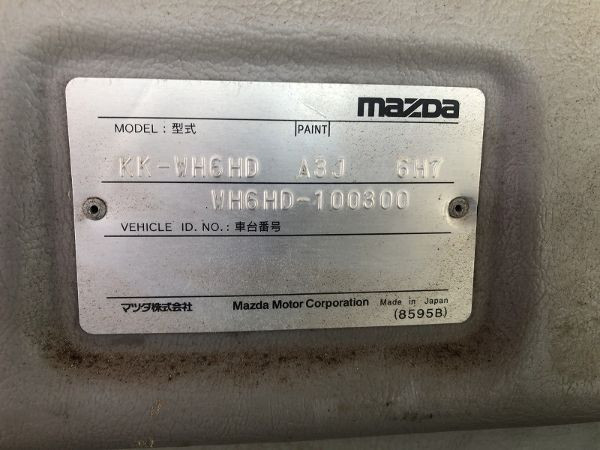 mazda
MODEL : 型式 PAINT
KK-WH6HD A3J 6H7
WH6HD-100300
VEHICLE ID. NO. : 車台番号
マツダ株式会社 Mazda Motor Corporation Made in Japan
(8595B)